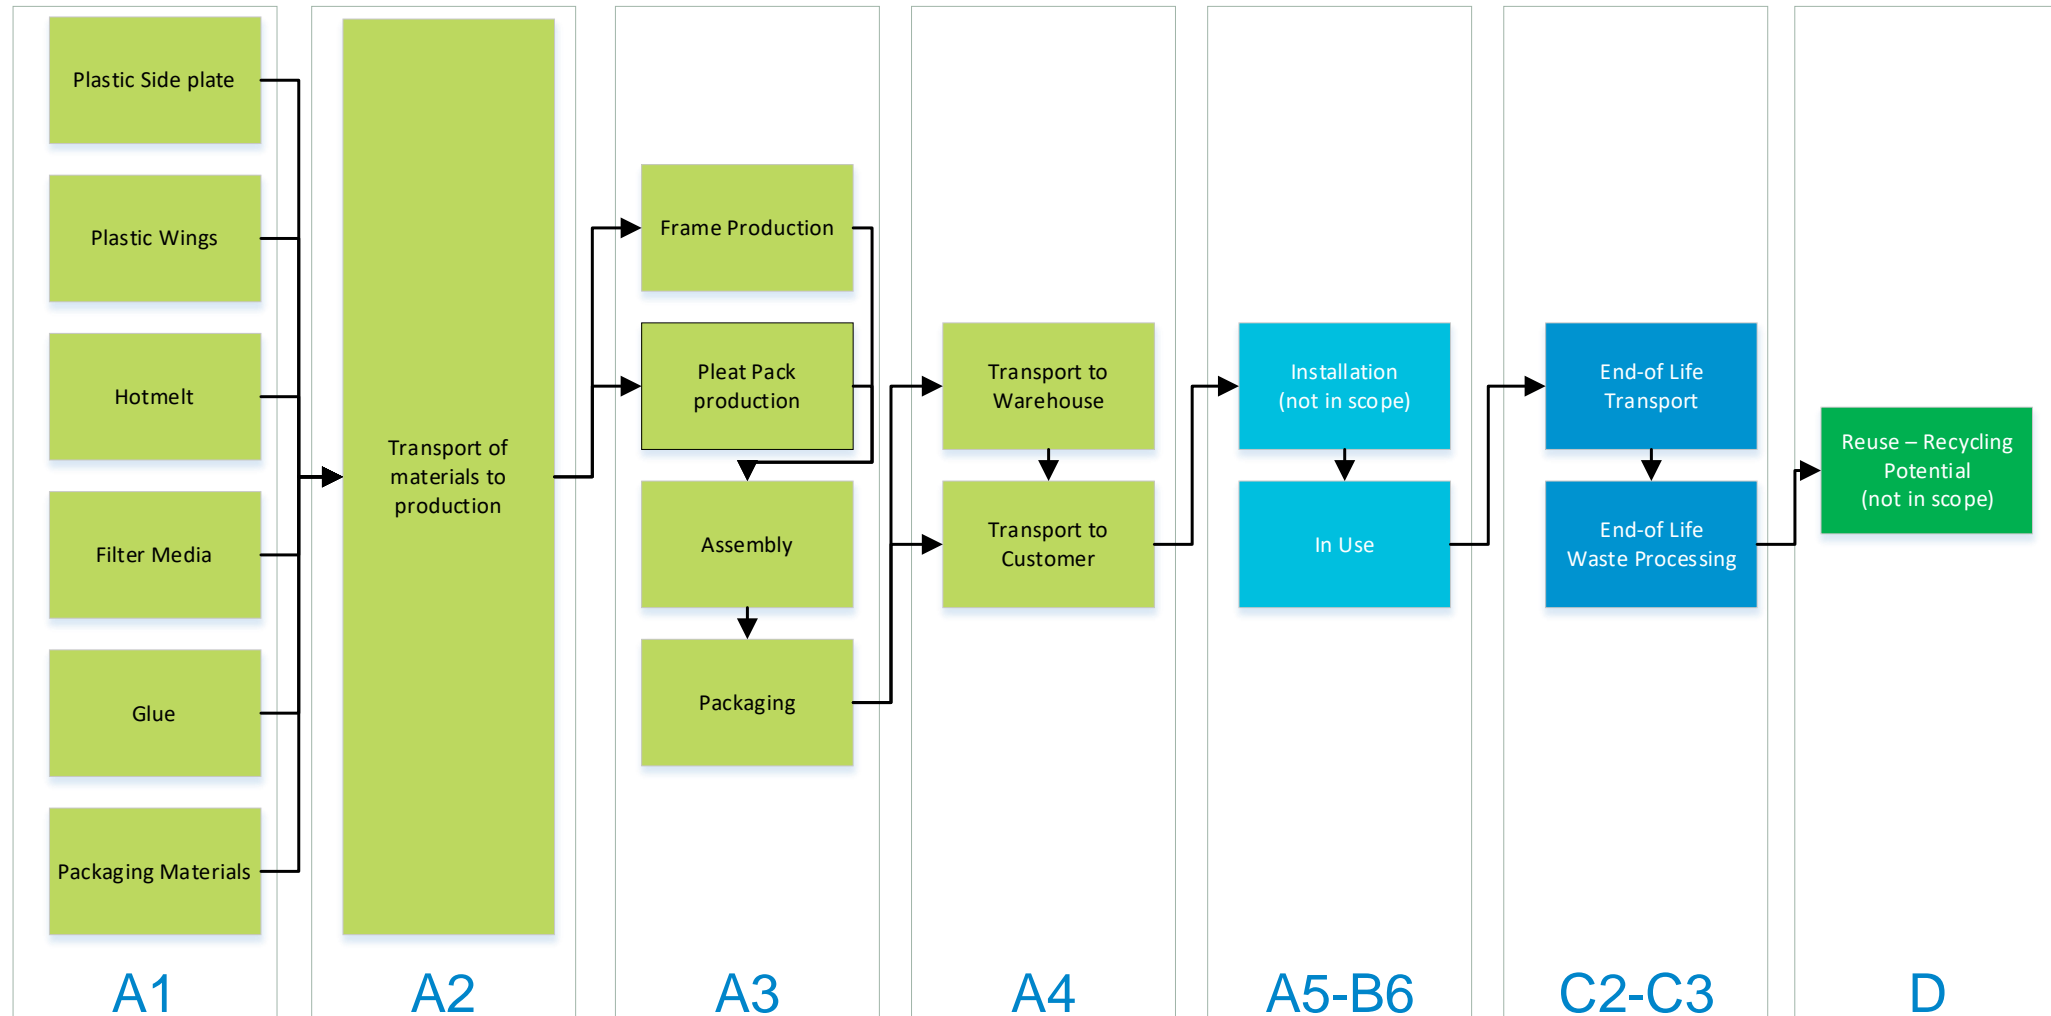 Plastic Side plate
Plastic Wings
Hotmelt
Filter Media
Glue
Packaging Materials
A1
Transport of
materials to
production
A2
Frame Production
Pleat Pack
production
Assembly
Packaging
A3
Transport to
Warehouse
Transport to
Customer
A4
Installation
(not in scope)
In Use
A5-B6
End-of Life
Transport
End-of Life
Waste Processing
C2-C3
Reuse – Recycling
Potential
(not in scope)
D